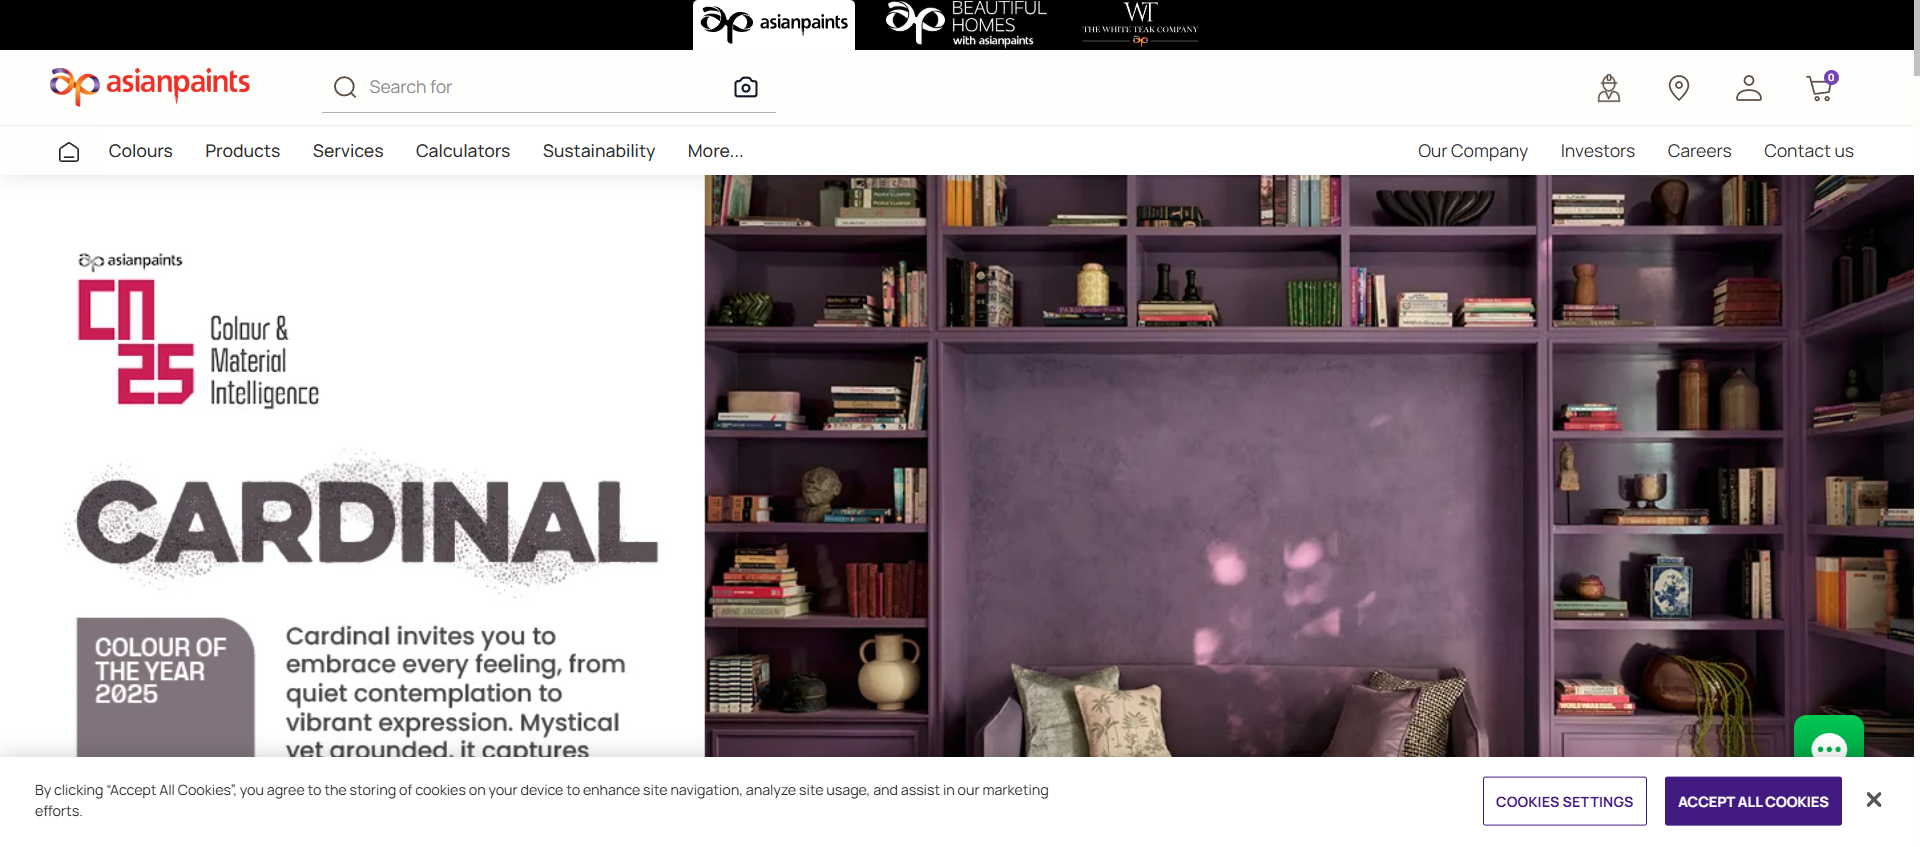 asianpaints
BEAUTIFUL
HOMES
with asianpaints
WT
THE WHITE TEAK COMPANY
asianpaints
Search for
0
Colours
Products
Services
Calculators
Sustainability
More...
Our Company
Investors
Careers
Contact us
asianpaints
Cn
25
Colour &
Material
Intelligence
CARDINAL
COLOUR OF
THE YEAR
2025
Cardinal invites you to
embrace every feeling, from
quiet contemplation to
vibrant expression. Mystical
yet grounded, it captures
By clicking “Accept All Cookies”, you agree to the storing of cookies on your device to enhance site navigation, analyze site usage, and assist in our marketing
efforts.
COOKIES SETTINGS
ACCEPT ALL COOKIES